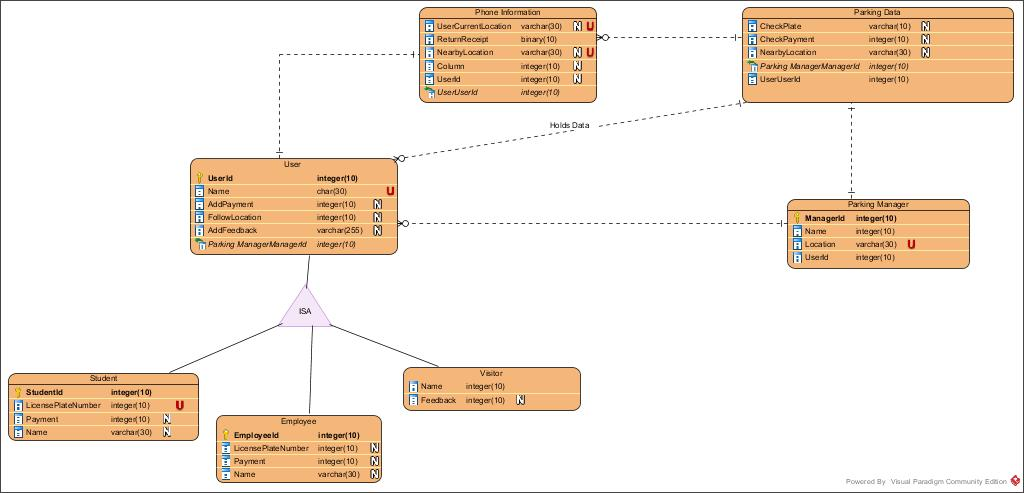 Phone Information
UserCurrentLocation varchar(30) N U
ReturnReceipt binary(10)
NearbyLocation varchar(30) N U
Column integer(10) N
UserId integer(10) N
UserUserId integer(10)
Parking Data
CheckPlate varchar(10) N
CheckPayment integer(10) N
NearbyLocation varchar(30) N
Parking ManagerManagerId integer(10)
UserUserId integer(10)
Holds Data
User
UserId integer(10)
Name char(30) U
AddPayment integer(10) N
FollowLocation integer(10) N
AddFeedback varchar(255) N
Parking ManagerManagerId integer(10)
Parking Manager
ManagerId integer(10)
Name integer(10)
Location varchar(30) U
UserId integer(10)
ISA
Student
StudentId integer(10)
LicensePlateNumber integer(10) U
Payment integer(10) N
Name varchar(30) N
Employee
EmployeeId integer(10)
LicensePlateNumber integer(10) N
Payment integer(10) N
Name varchar(30) N
Visitor
Name integer(10)
Feedback integer(10) N
Powered By Visual Paradigm Community Edition